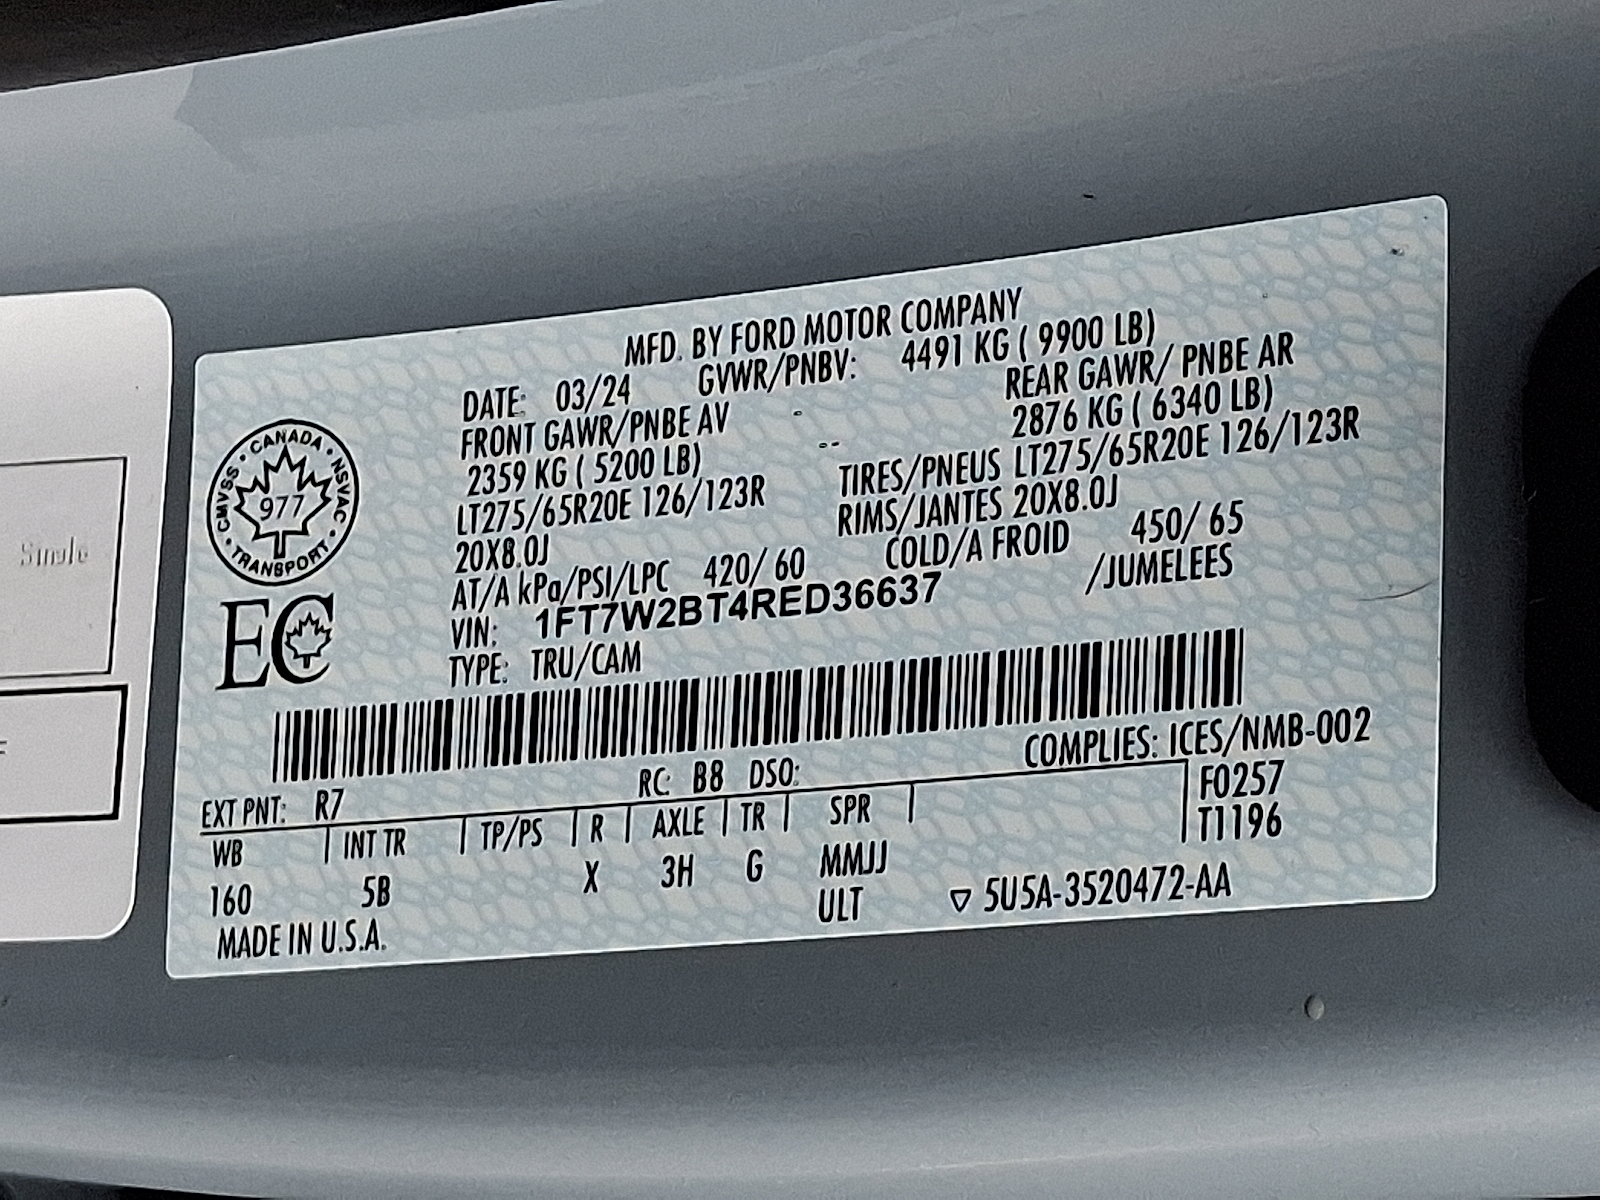 MFD. BY FORD MOTOR COMPANY
DATE: 03/24 GVWR/PNBV: 4491 KG ( 9900 LB)
FRONT GAWR/PNBE AV REAR GAWR/ PNBE AR
2359 KG ( 5200 LB) 2876 KG ( 6340 LB)
LT275/65R20E 126/123R TIRES/PNEUS LT275/65R20E 126/123R
20X8.0J RIMS/JANTES 20X8.0J
AT/A kPa/PSI/LPC 420/ 60 COLD/A FROID 450/ 65
VIN: 1FT7W2BT4RED36637 /JUMELEES
TYPE: TRU/CAM
CANADA • NSVAC • TRANSPORT • CMVSS •
977
EC
COMPLIES: ICES/NMB-002
EXT PNT: R7 RC: B8 DSO: F0257
WB INT TR TP/PS R AXLE TR SPR T1196
160 5B X 3H G MMJJ
ULT ▽ 5U5A-3520472-AA
MADE IN U.S.A.
Single
F